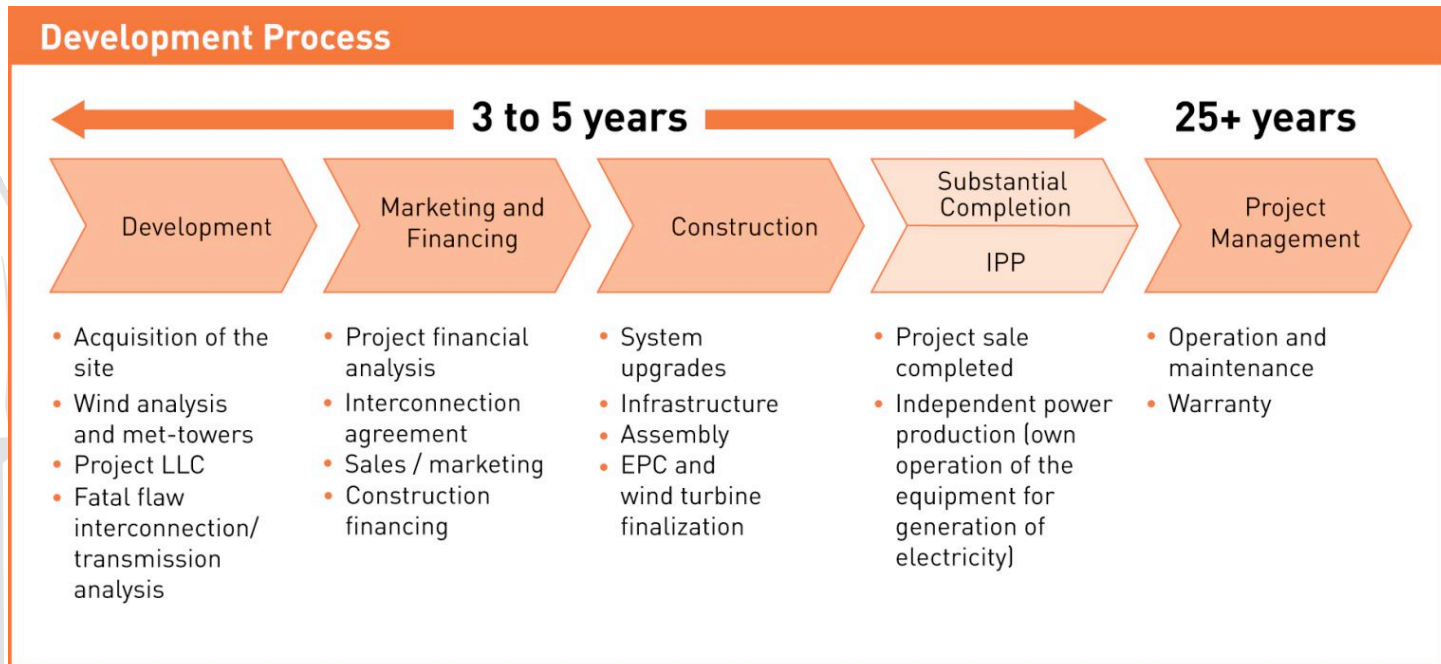 Development Process
3 to 5 years
25+ years
Development
Marketing and
Financing
Construction
Substantial
Completion
IPP
Project
Management
• Acquisition of the
site
• Wind analysis
and met-towers
• Project LLC
• Fatal flaw
interconnection/
transmission
analysis
• Project financial
analysis
• Interconnection
agreement
• Sales / marketing
• Construction
financing
• System
upgrades
• Infrastructure
• Assembly
• EPC and
wind turbine
finalization
• Project sale
completed
• Independent power
production (own
operation of the
equipment for
generation of
electricity)
• Operation and
maintenance
• Warranty